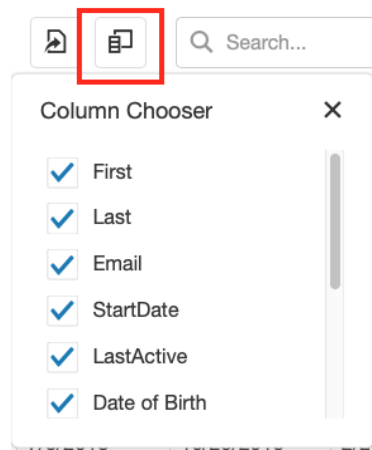 Search...
Column Chooser
First
Last
Email
StartDate
LastActive
Date of Birth